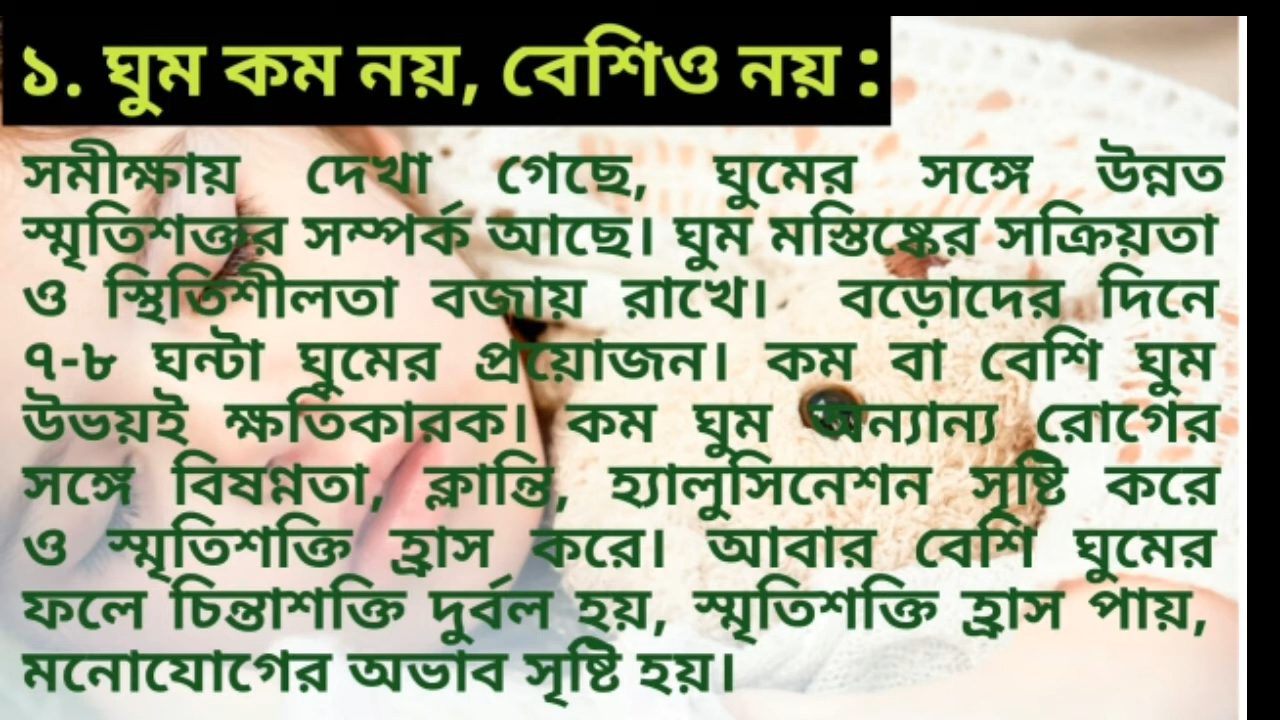 ১. ঘুম কম নয়, বেশিও নয় :
সমীক্ষায় দেখা গেছে, ঘুমের সঙ্গে উন্নত
স্মৃতিশক্তর সম্পর্ক আছে। ঘুম মস্তিষ্কের সক্রিয়তা
ও স্থিতিশীলতা বজায় রাখে। বড়োদের দিনে
৭-৮ ঘন্টা ঘুমের প্রয়োজন। কম বা বেশি ঘুম
উভয়ই ক্ষতিকারক। কম ঘুম অন্যান্য রোগের
সঙ্গে বিষণ্ণতা, ক্লান্তি, হ্যালুসিনেশন সৃষ্টি করে
ও স্মৃতিশক্তি হ্রাস করে। আবার বেশি ঘুমের
ফলে চিন্তাশক্তি দুর্বল হয়, স্মৃতিশক্তি হ্রাস পায়,
মনোযোগের অভাব সৃষ্টি হয়।